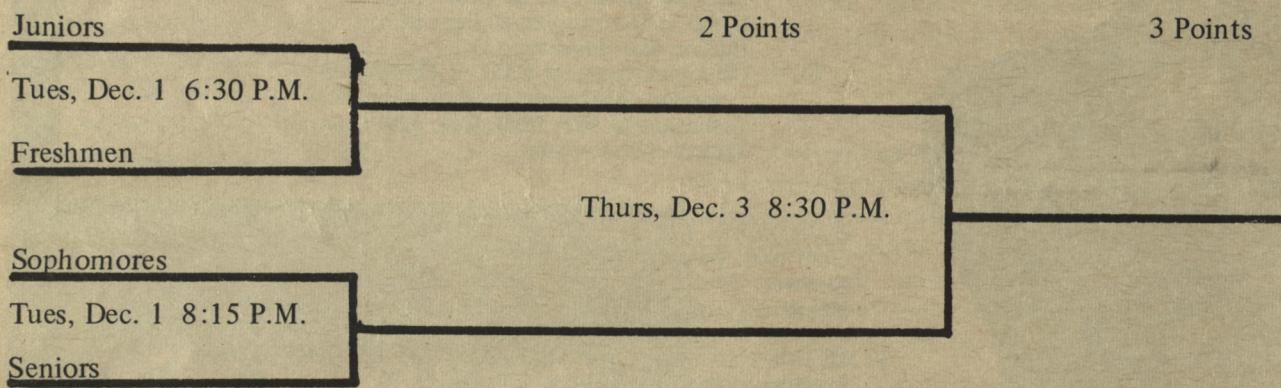 Juniors
2 Points
3 Points
Tues, Dec. 1 6:30 P.M.
Freshmen
Thurs, Dec. 3 8:30 P.M.
Sophomores
Tues, Dec. 1 8:15 P.M.
Seniors